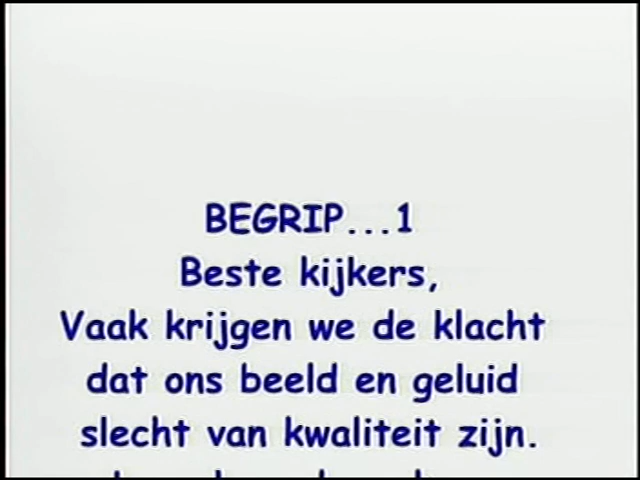 BEGRIP...1
Beste kijkers,
Vaak krijgen we de klacht
dat ons beeld en geluid
slecht van kwaliteit zijn.